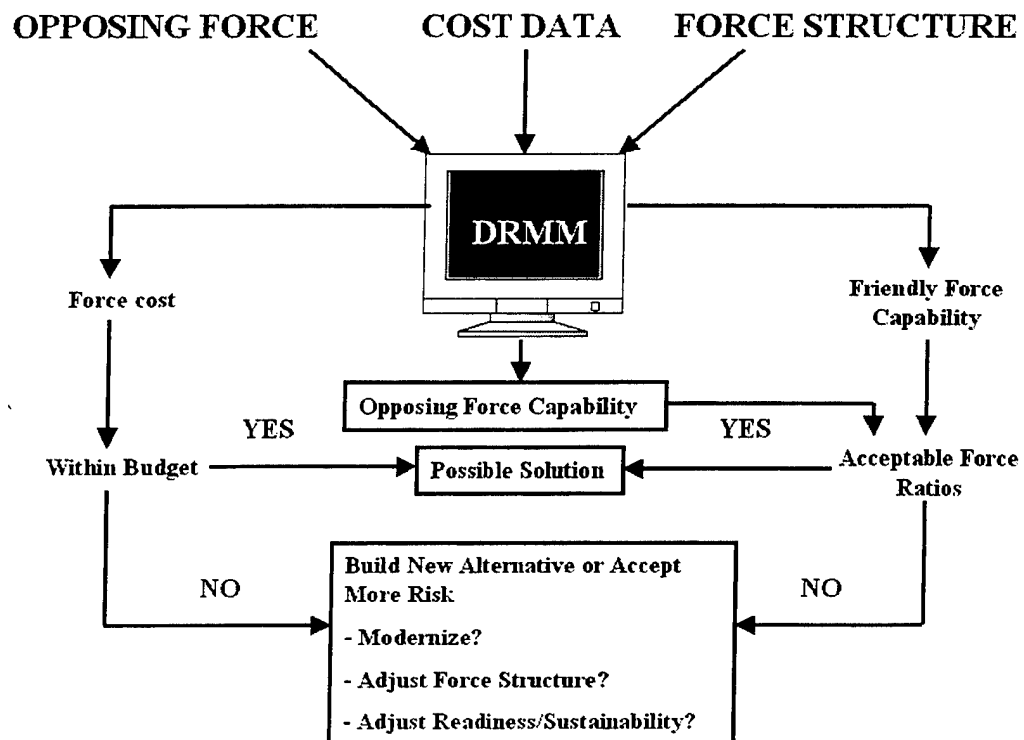 OPPOSING FORCE
COST DATA
FORCE STRUCTURE
DRMM
Force cost
Friendly Force
Capability
Opposing Force Capability
YES
YES
Within Budget
Possible Solution
Acceptable Force
Ratios
NO
Build New Alternative or Accept
More Risk
- Modernize?
- Adjust Force Structure?
- Adjust Readiness/Sustainability?
NO